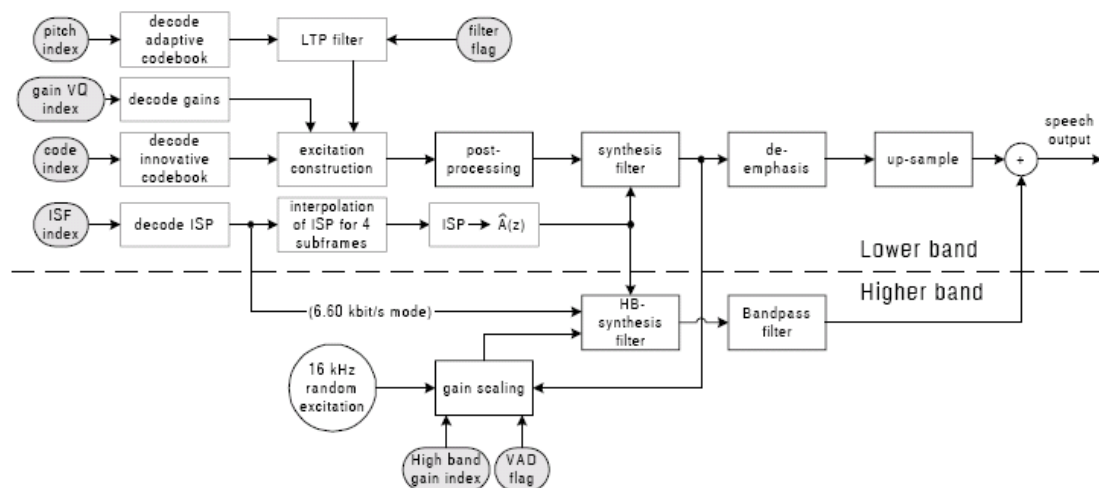 pitch
index
decode
adaptive
codebook
LTP filter
filter
flag
gain VQ
index
decode gains
code
index
decode
innovative
codebook
excitation
construction
post-
processing
synthesis
filter
de-
emphasis
up-sample
+
speech
output
ISF
index
decode ISP
interpolation
of ISP for 4
subframes
ISP → Â(z)
Lower band
Higher band
(6.60 kbit/s mode)
HB-
synthesis
filter
Bandpass
filter
16 kHz
random
excitation
gain scaling
High band
gain index
VAD
flag